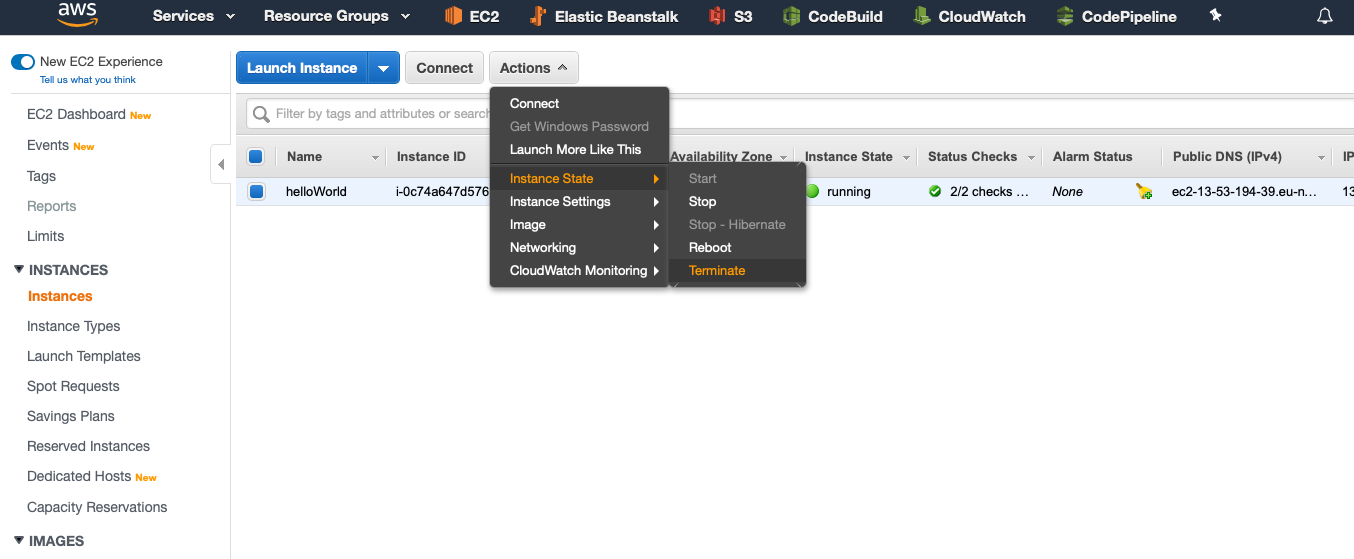 aws Services Resource Groups EC2 Elastic Beanstalk S3 CodeBuild CloudWatch CodePipeline
New EC2 Experience
Tell us what you think
EC2 Dashboard New
Events New
Tags
Reports
Limits
INSTANCES
Instances
Instance Types
Launch Templates
Spot Requests
Savings Plans
Reserved Instances
Dedicated Hosts New
Capacity Reservations
IMAGES
Launch Instance Connect Actions
Filter by tags and attributes or search
Name Instance ID Availability Zone Instance State Status Checks Alarm Status Public DNS (IPv4) IP
helloWorld i-0c74a647d576 running 2/2 checks ... None ec2-13-53-194-39.eu-n... 13
Connect
Get Windows Password
Launch More Like This
Instance State
Instance Settings
Image
Networking
CloudWatch Monitoring
Start
Stop
Stop - Hibernate
Reboot
Terminate